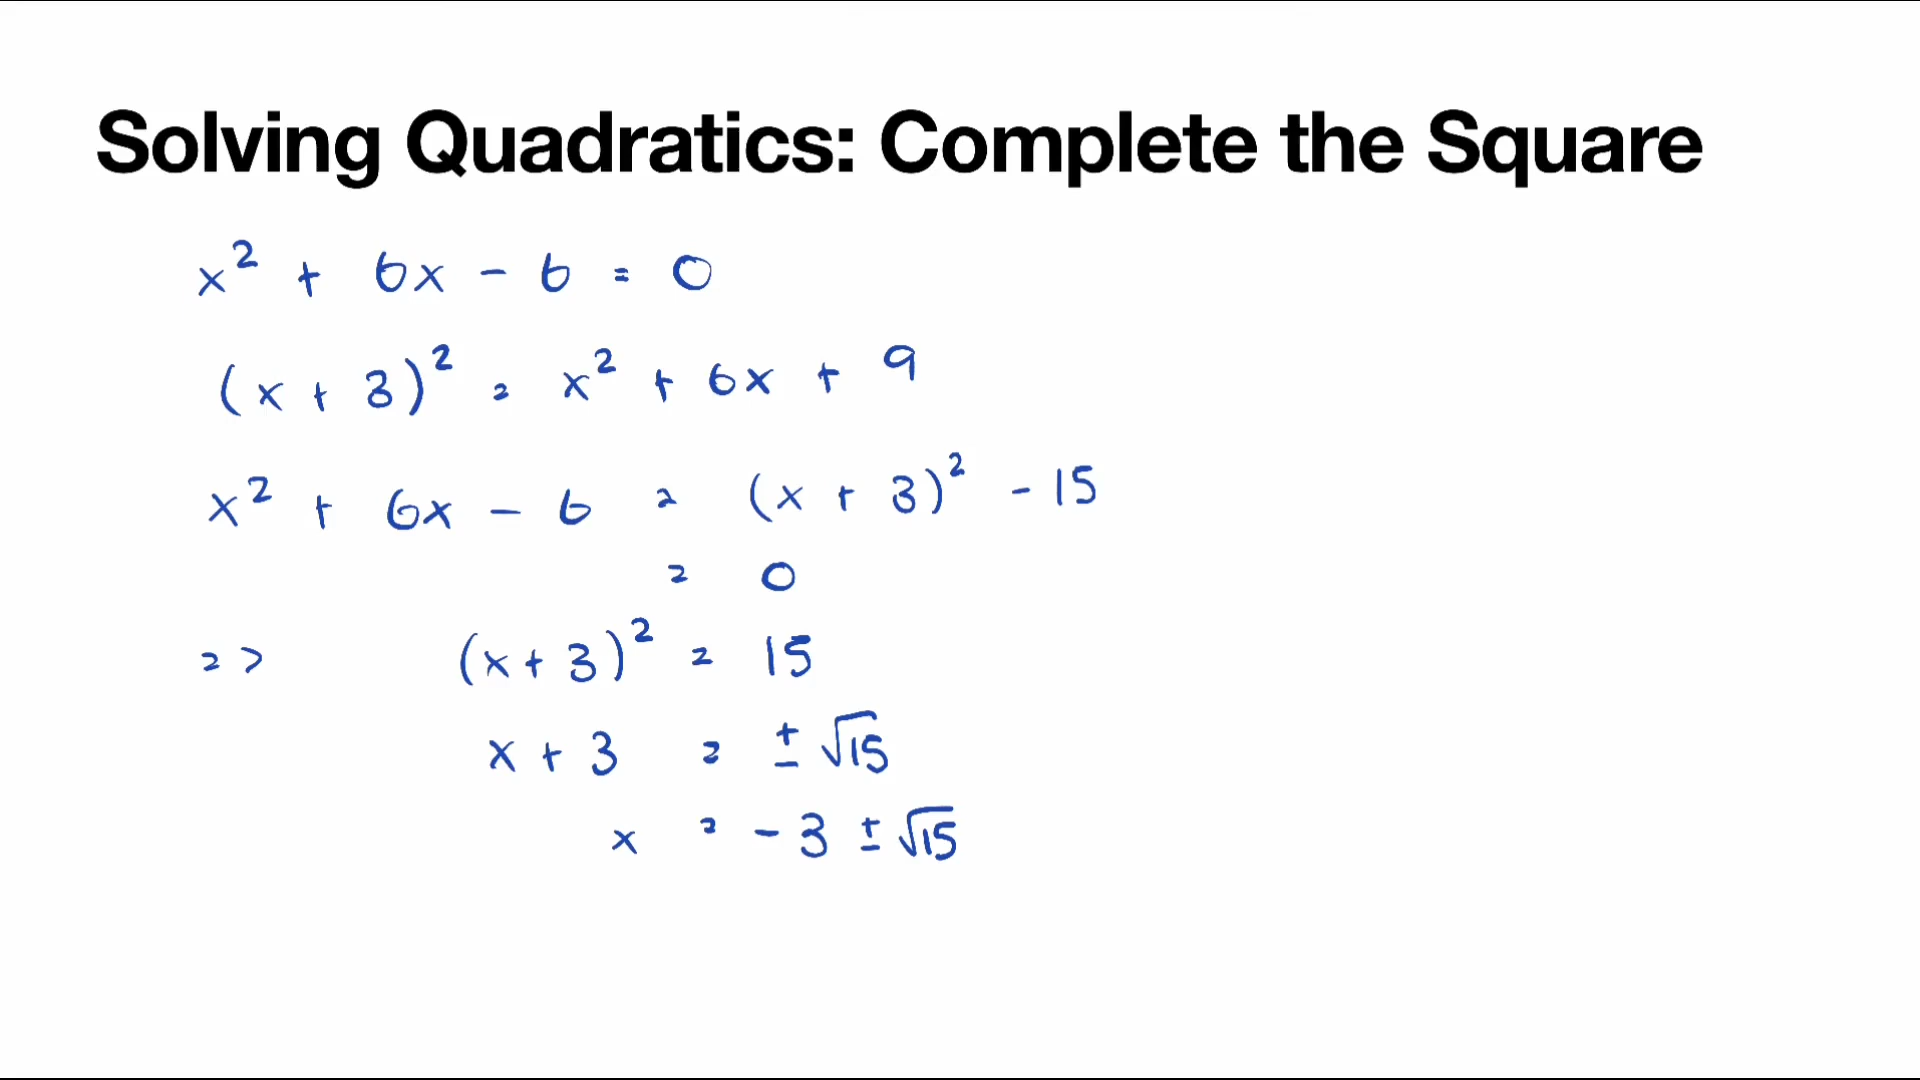 Solving Quadratics: Complete the Square
x² + 6x - 6 = 0
(x + 3)² = x² + 6x + 9
x² + 6x - 6 = (x + 3)² - 15
= 0
=> (x+3)² = 15
x + 3 = ± √15
x = - 3 ± √15